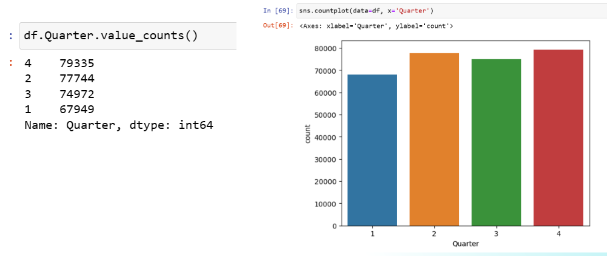 : df.Quarter.value_counts()
: 4 79335
2 77744
3 74972
1 67949
Name: Quarter, dtype: int64
In [69]: sns.countplot(data=df, x='Quarter')
Out[69]: <Axes: xlabel='Quarter', ylabel='count'>
80000
70000
60000
50000
40000
30000
20000
10000
0
count
1 2 3 4
Quarter